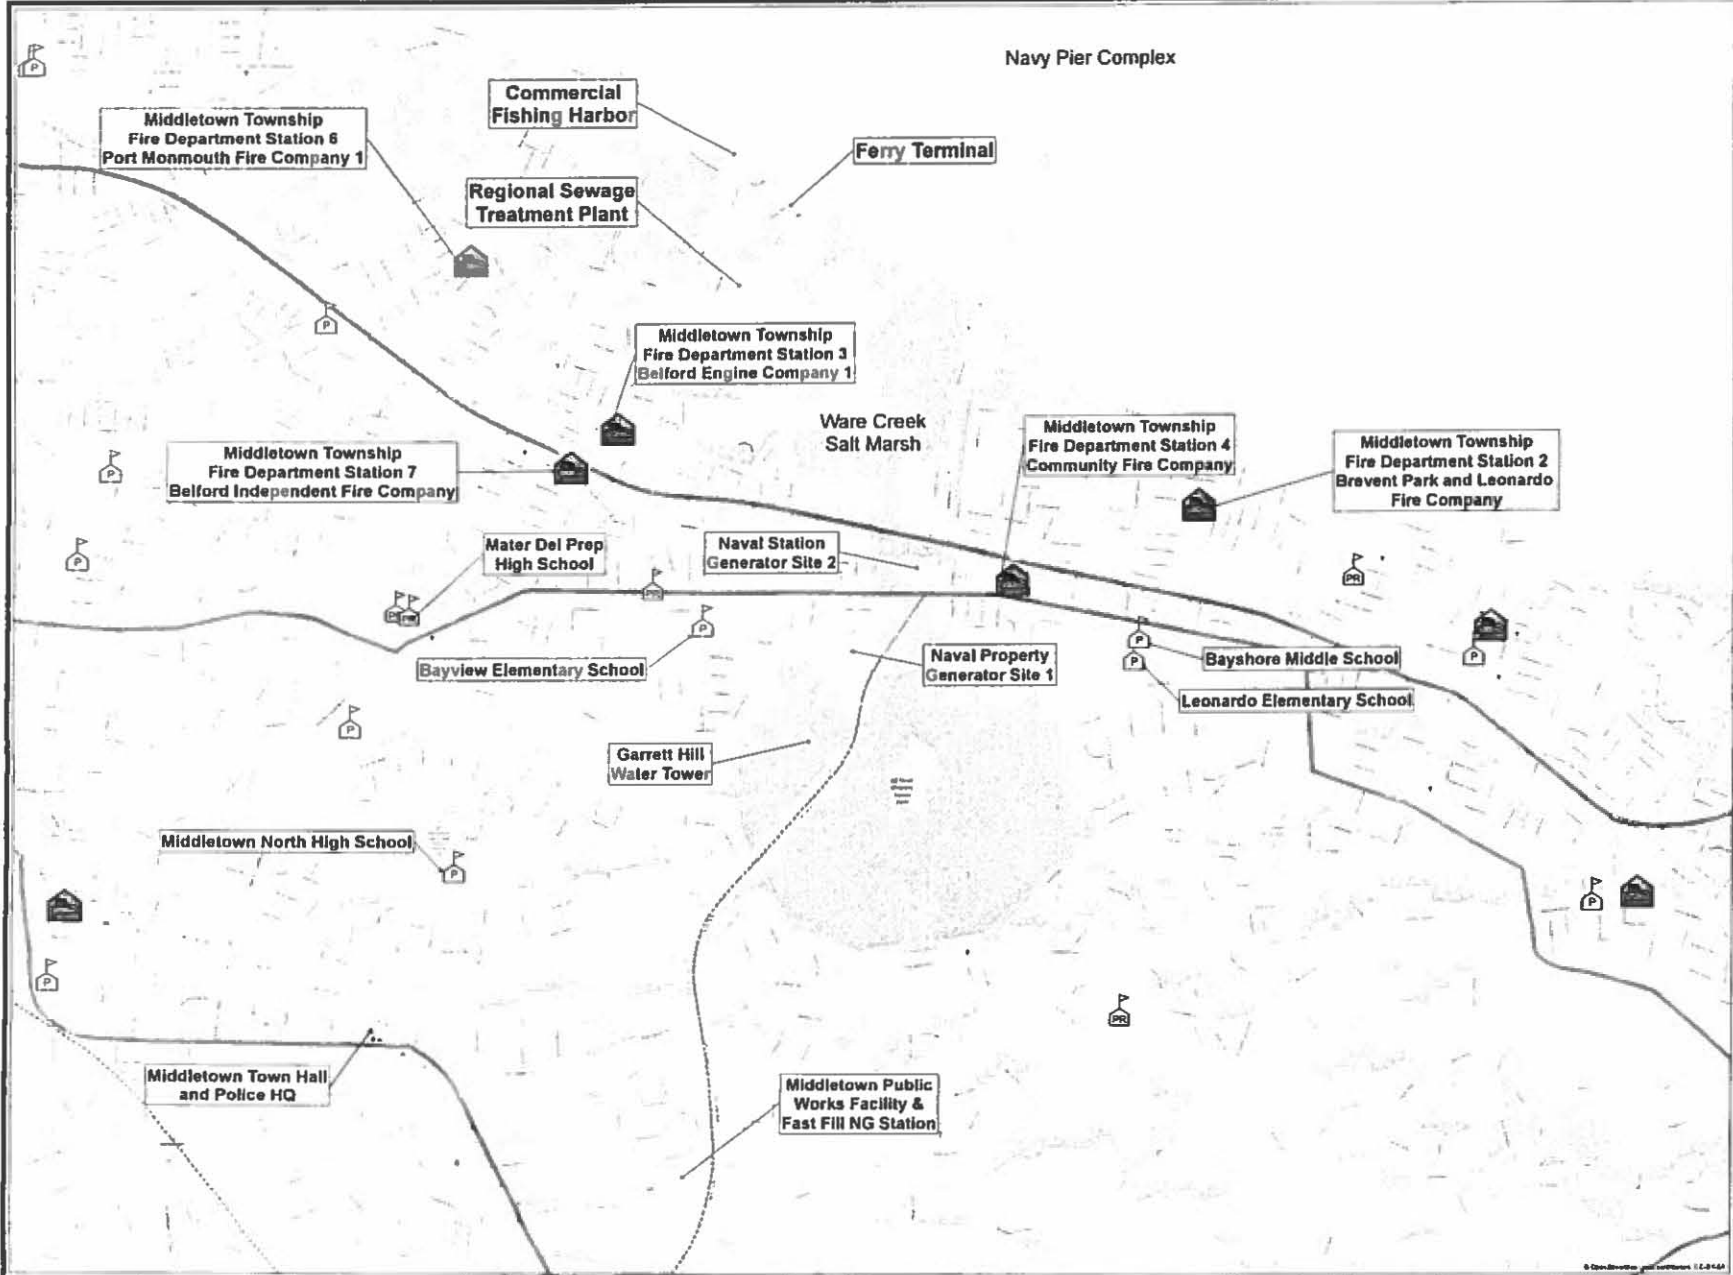 Navy Pier Complex
Commercial
Fishing Harbor
Middletown Township
Fire Department Station 6
Port Monmouth Fire Company 1
Ferry Terminal
Regional Sewage
Treatment Plant
P
P
Middletown Township
Fire Department Station 3
Belford Engine Company 1
Ware Creek
Salt Marsh
Middletown Township
Fire Department Station 4
Community Fire Company
Middletown Township
Fire Department Station 2
Brevent Park and Leonardo
Fire Company
Middletown Township
Fire Department Station 7
Belford Independent Fire Company
P
P
Mater Dei Prep
High School
Naval Station
Generator Site 2
PR
PR
P
P
P
P
Bayview Elementary School
Naval Property
Generator Site 1
Bayshore Middle School
Leonardo Elementary School
P
Garrett Hill
Water Tower
Middletown North High School
P
P
P
PR
Middletown Town Hall
and Police HQ
Middletown Public
Works Facility &
Fast Fill NG Station